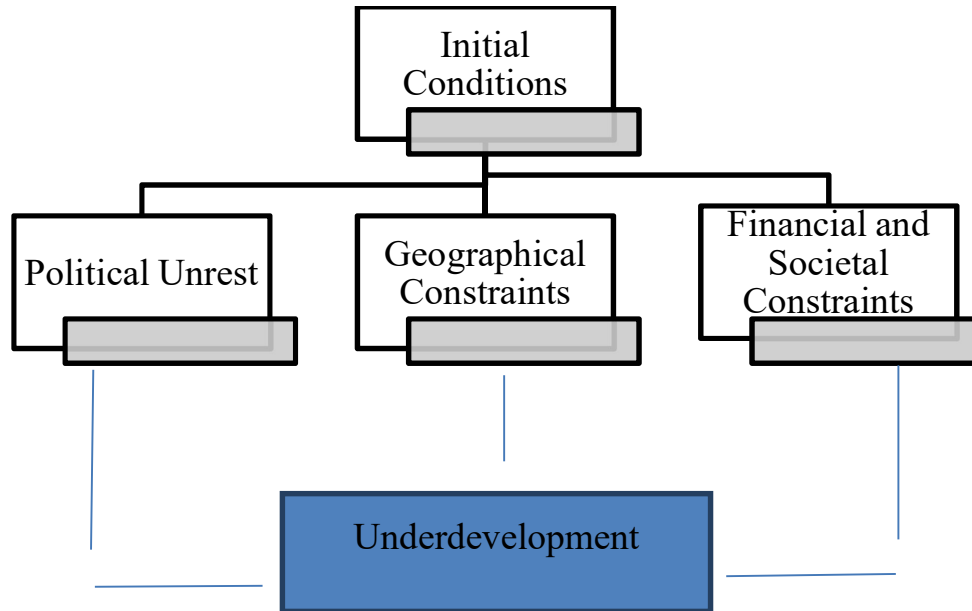 Initial
Conditions
Political Unrest
Geographical
Constraints
Financial and
Societal
Constraints
Underdevelopment